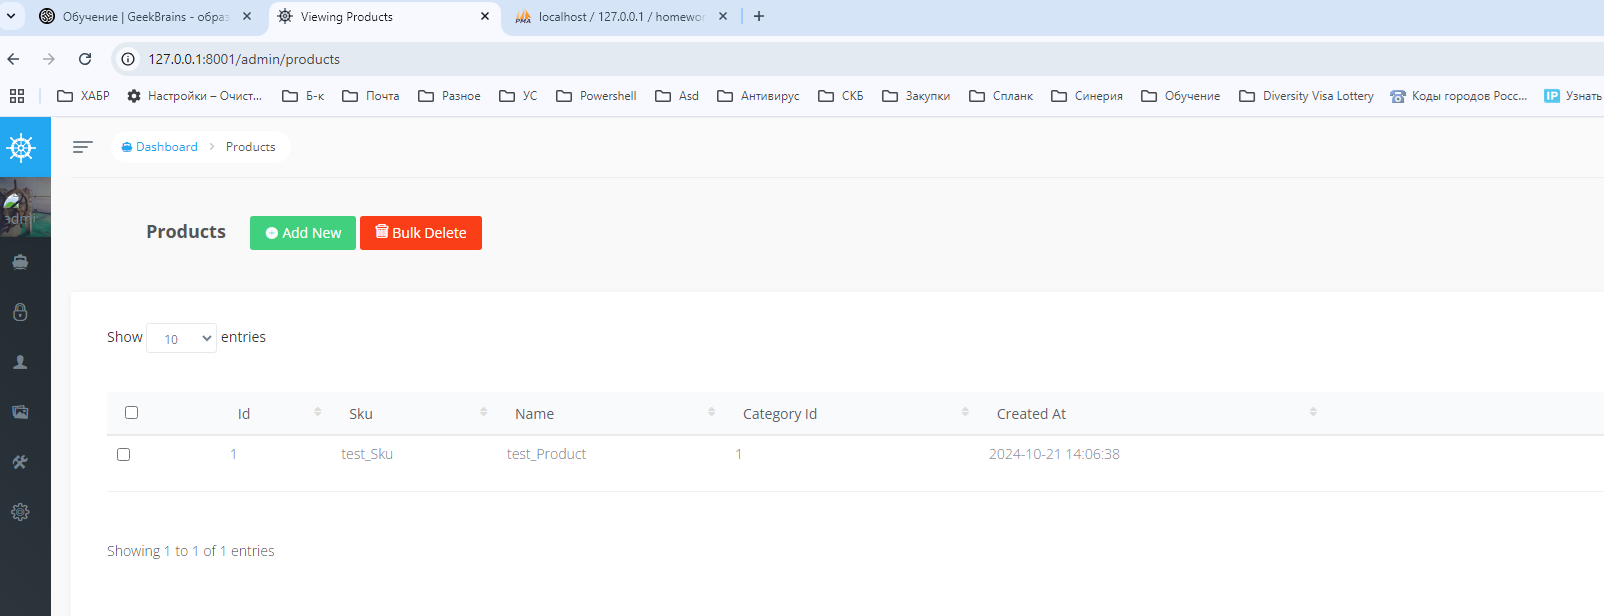 Обучение | GeekBrains - образ
Viewing Products
localhost / 127.0.0.1 / homewor
127.0.0.1:8001/admin/products
ХАБР Настройки – Очист... Б-к Почта Разное УС Powershell Asd Антивирус СКБ Закупки Спланк Синерия Обучение Diversity Visa Lottery Коды городов Росс... IP Узнать
Dashboard > Products
admi
Products Add New Bulk Delete
Show 10 entries
Id Sku Name Category Id Created At
1 test_Sku test_Product 1 2024-10-21 14:06:38
Showing 1 to 1 of 1 entries